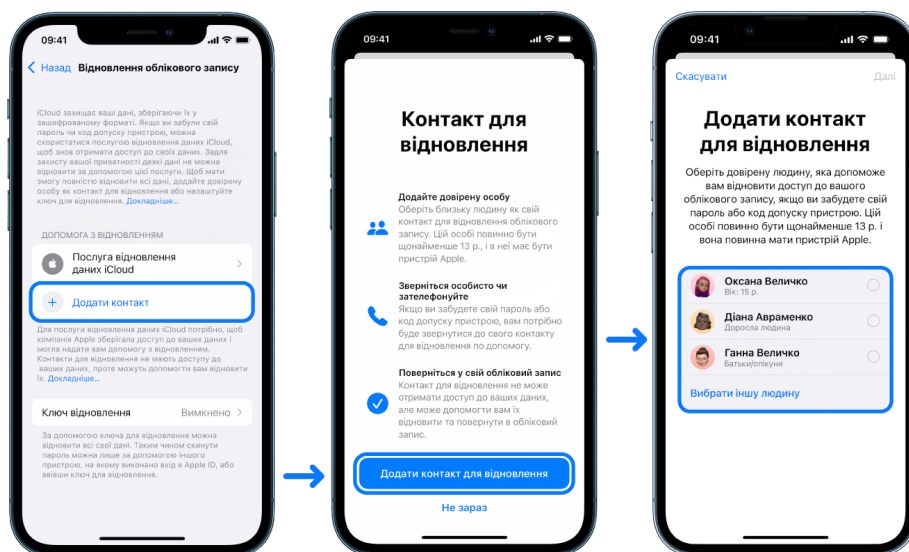 09:41
Назад Відновлення облікового запису
iCloud захищає ваші дані, зберігаючи їх у
зашифрованому форматі. Якщо ви забули свій
пароль чи код допуску пристрою, можна
скористатися послугою відновлення даних iCloud,
щоб знов отримати доступ до своїх даних. Задля
захисту вашої приватності деякі дані не можна
відновити за допомогою цієї послуги. Щоб мати
змогу повністю відновити всі дані, додайте довірену
особу як контакт для відновлення або налаштуйте
ключ для відновлення. Докладніше...
ДОПОМОГА З ВІДНОВЛЕННЯМ
Послуга відновлення
даних iCloud
Додати контакт
Для послуги відновлення даних iCloud потрібно, щоб
компанія Apple зберігала доступ до ваших даних і
могла надати вам допомогу з відновленням.
Контакти для відновлення не мають доступу до
ваших даних, проте можуть допомогти вам відновити
їх. Докладніше...
Ключ відновлення Вимкнено
За допомогою ключа для відновлення можна
відновити всі свої дані. Таким чином скинути
пароль можна лише за допомогою іншого
пристрою, на якому виконано вхід в Apple ID, або
ввівши ключ для відновлення.
09:41
Контакт для
відновлення
Додайте довірену особу
Оберіть близьку людину як свій
контакт для відновлення облікового
запису. Цій особі повинно бути
щонайменше 13 р., і в неї має бути
пристрій Apple.
Зверніться особисто чи
зателефонуйте
Якщо ви забудете свій пароль або
код допуску пристрою, вам потрібно
буде звернутися до свого контакту
для відновлення по допомогу.
Поверніться у свій обліковий запис
Контакт для відновлення не може
отримати доступ до ваших даних,
але може допомогти вам їх
відновити та повернути в обліковий
запис.
Додати контакт для відновлення
Не зараз
09:41
Скасувати Далі
Додати контакт
для відновлення
Оберіть довірену людину, яка допоможе
вам відновити доступ до вашого
облікового запису, якщо ви забудете свій
пароль або код допуску пристрою. Цій
особі повинно бути щонайменше 13 р. і
вона повинна мати пристрій Apple.
Оксана Величко
Вік: 15 р.
Діана Авраменко
Доросла людина
Ганна Величко
Батьки/опікуни
Вибрати іншу людину